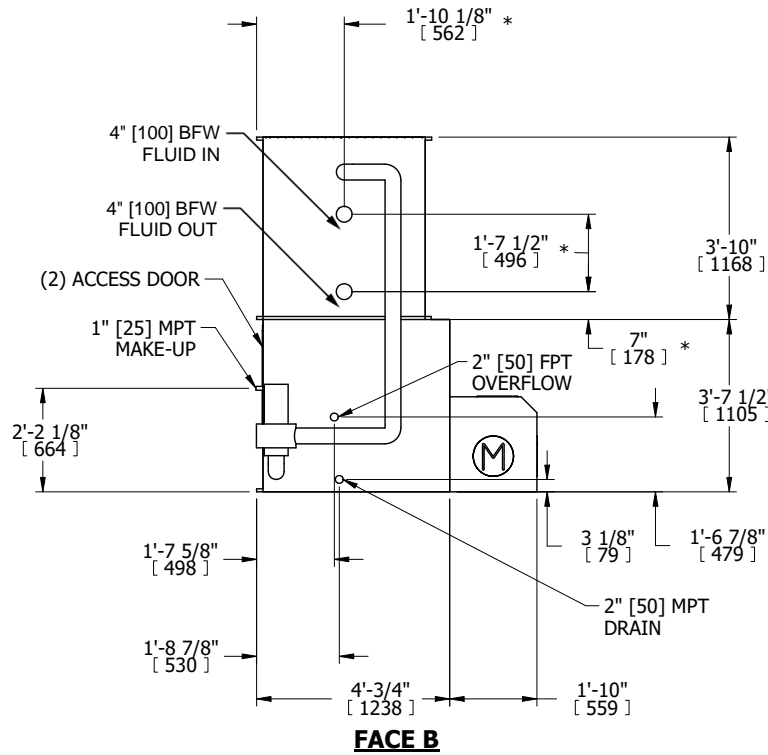 1'-10 1/8" *
[ 562 ]
4" [100] BFW
FLUID IN
4" [100] BFW
FLUID OUT
1'-7 1/2" *
[ 496 ]
3'-10"
[ 1168 ]
(2) ACCESS DOOR
1" [25] MPT
MAKE-UP
7" *
[ 178 ]
2" [50] FPT
OVERFLOW
3'-7 1/2"
[ 1105 ]
2'-2 1/8"
[ 664 ]
M
1'-7 5/8"
[ 498 ]
3 1/8"
[ 79 ]
1'-6 7/8"
[ 479 ]
2" [50] MPT
DRAIN
1'-8 7/8"
[ 530 ]
4'-3/4"
[ 1238 ]
1'-10"
[ 559 ]
FACE B